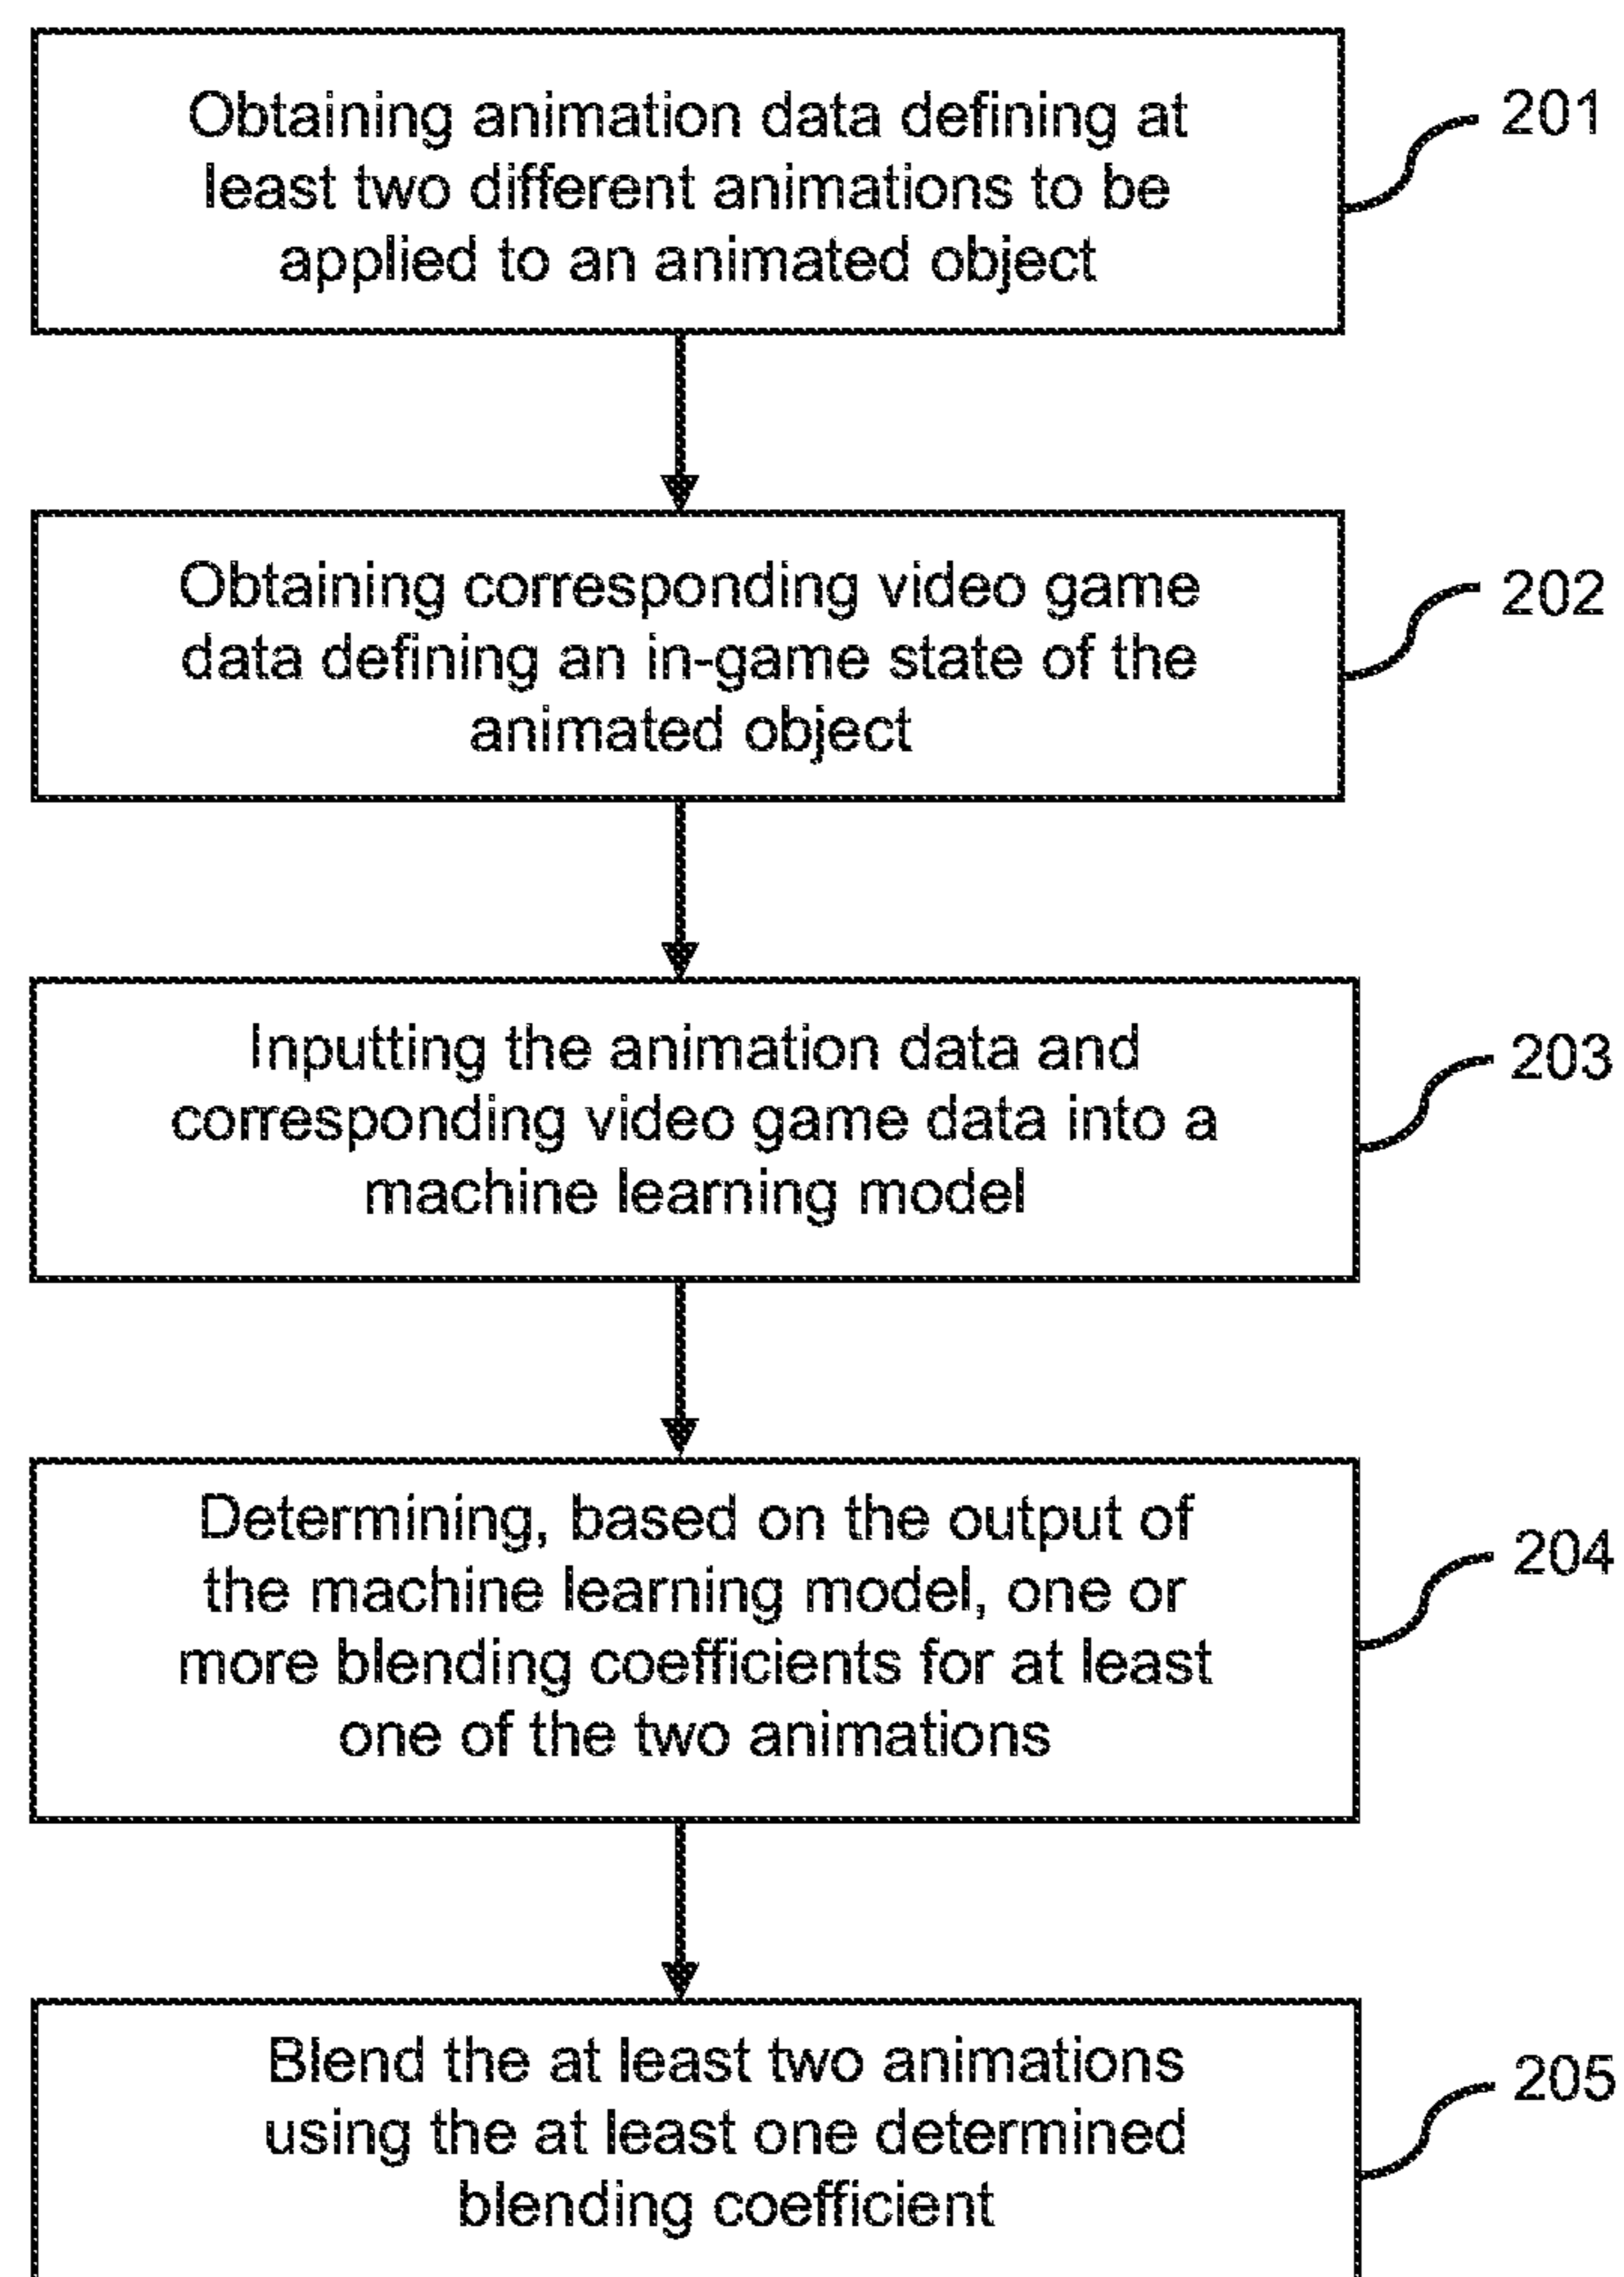 Obtaining animation data defining at
least two different animations to be
applied to an animated object
201
Obtaining corresponding video game
data defining an in-game state of the
animated object
202
Inputting the animation data and
corresponding video game data into a
machine learning model
203
Determining, based on the output of
the machine learning model, one or
more blending coefficients for at least
one of the two animations
204
Blend the at least two animations
using the at least one determined
blending coefficient
205